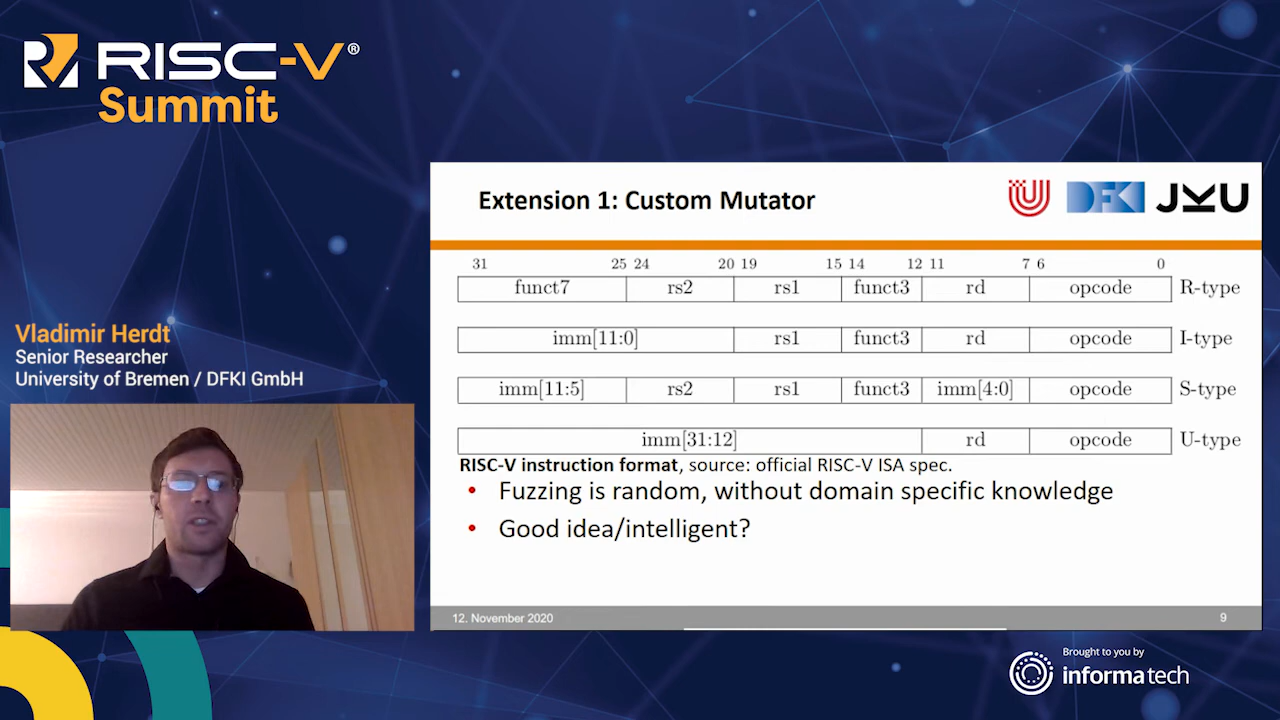 RISC-V®
Summit
Vladimir Herdt
Senior Researcher
University of Bremen / DFKI GmbH
Extension 1: Custom Mutator
DFKI JKU
31 25 24 20 19 15 14 12 11 7 6 0
funct7 rs2 rs1 funct3 rd opcode R-type
imm[11:0] rs1 funct3 rd opcode I-type
imm[11:5] rs2 rs1 funct3 imm[4:0] opcode S-type
imm[31:12] rd opcode U-type
RISC-V instruction format, source: official RISC-V ISA spec.
• Fuzzing is random, without domain specific knowledge
• Good idea/intelligent?
12. November 2020 9
Brought to you by
informa tech